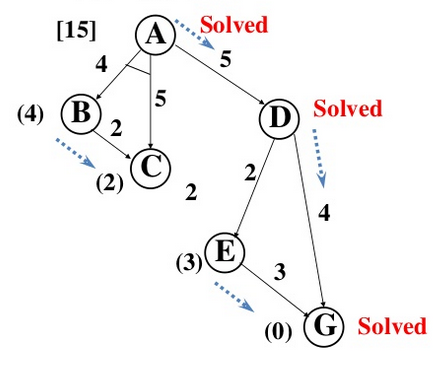 [15] A Solved
4 5 5
(4) B 2 D Solved
(2) C 2 2
4
(3) E 3
(0) G Solved